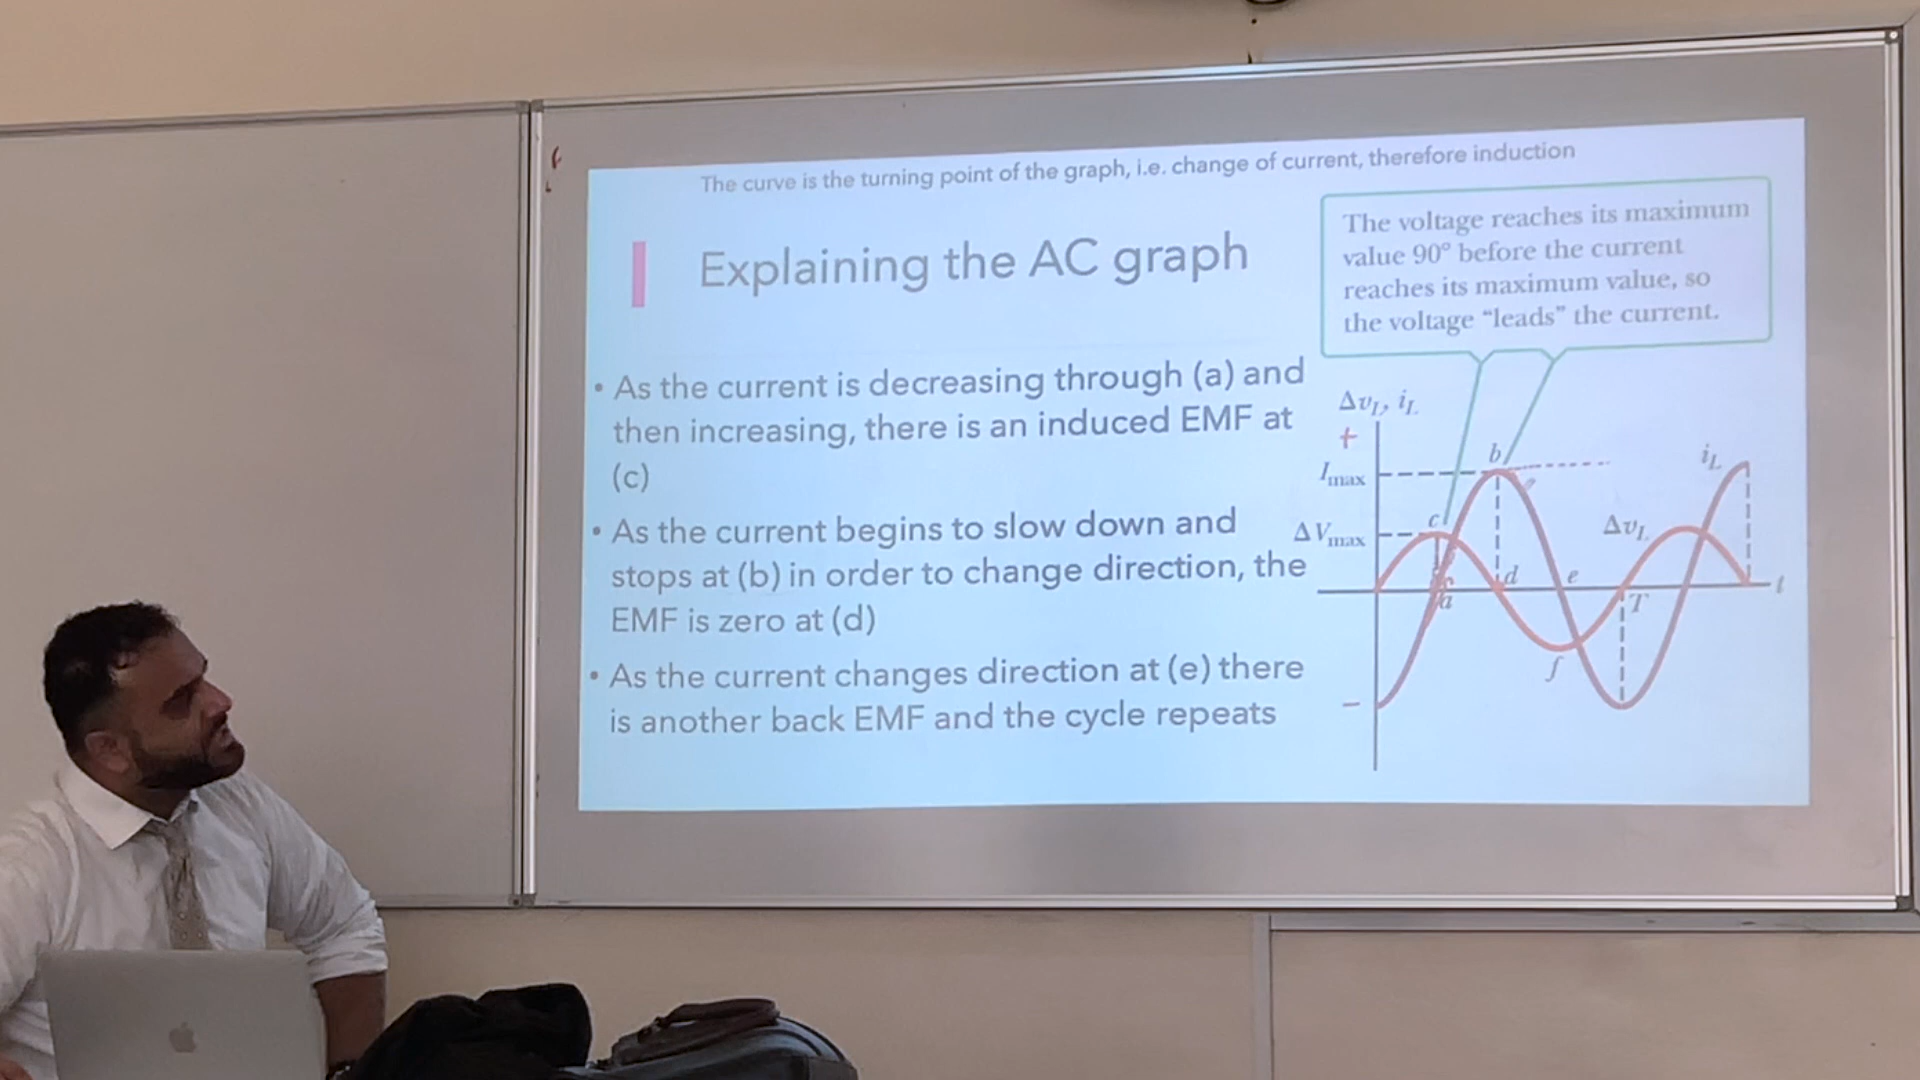 The curve is the turning point of the graph, i.e. change of current, therefore induction
Explaining the AC graph
The voltage reaches its maximum
value 90° before the current
reaches its maximum value, so
the voltage “leads” the current.
• As the current is decreasing through (a) and
then increasing, there is an induced EMF at
(c)
• As the current begins to slow down and
stops at (b) in order to change direction, the
EMF is zero at (d)
• As the current changes direction at (e) there
is another back EMF and the cycle repeats
Δv_L, i_L
+
I_max
ΔV_max
b
c
i_L
Δv_L
a
d
e
T
t
f
−